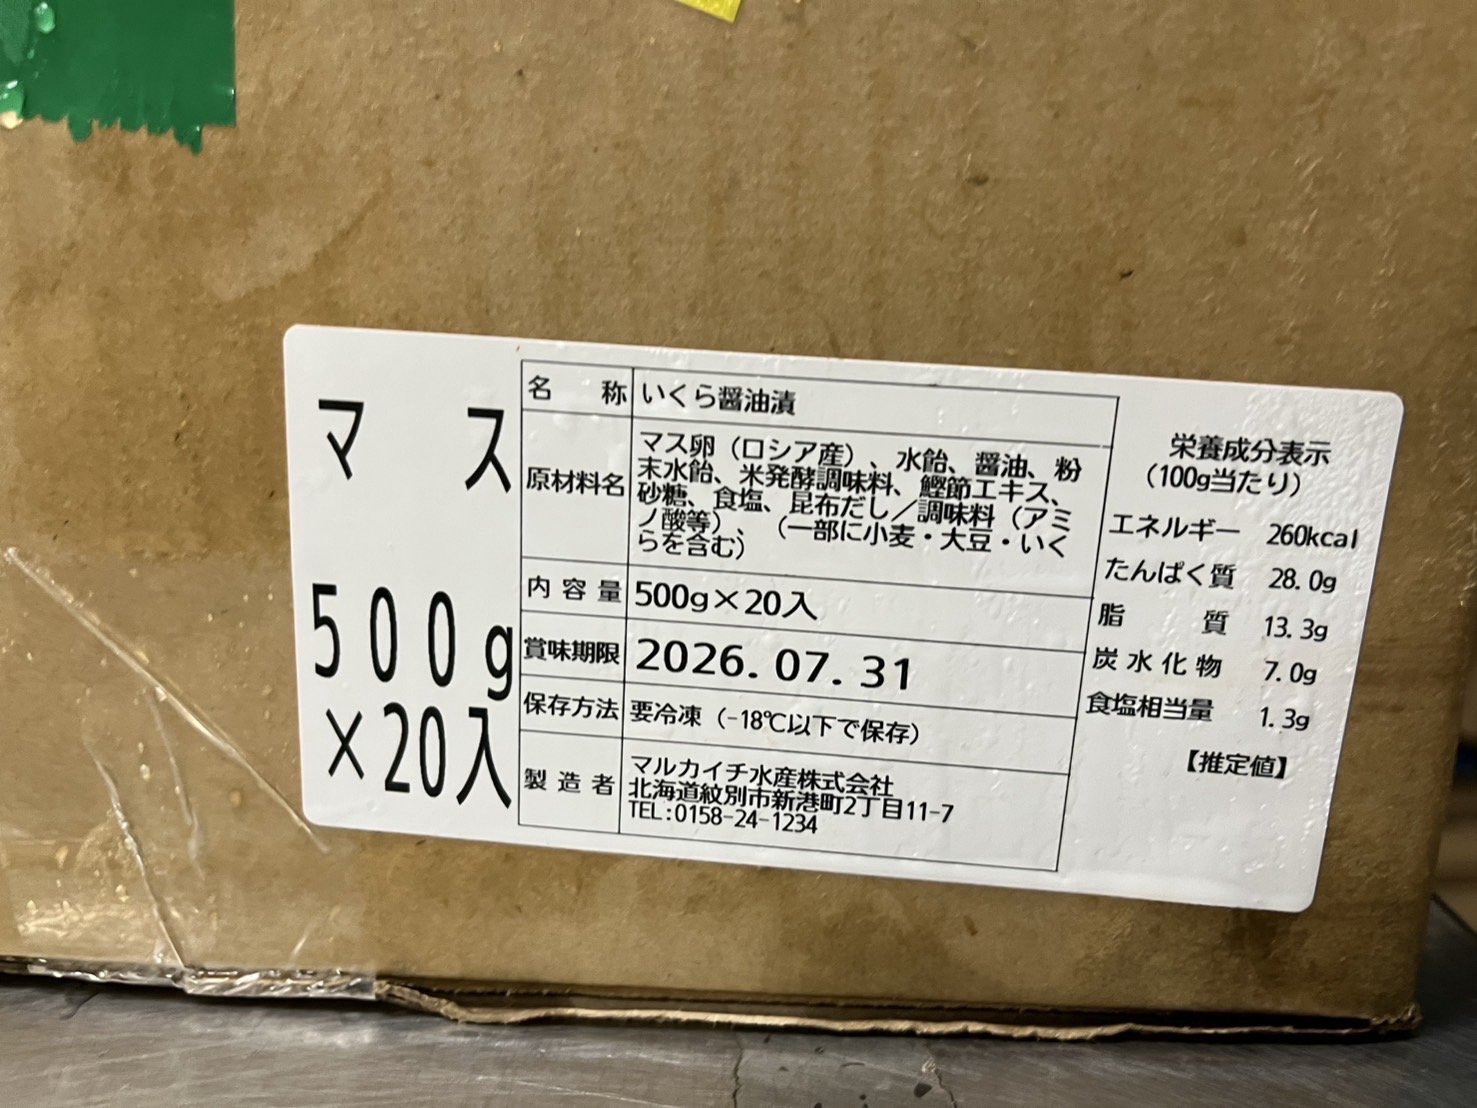 マス
500g
×20入
名称 いくら醤油漬
原材料名 マス卵（ロシア産）、水飴、醤油、粉
末水飴、米発酵調味料、鰹節エキス、
砂糖、食塩、昆布だし／調味料（アミ
ノ酸等）、（一部に小麦・大豆・いく
らを含む）
内容量 500g×20入
賞味期限 2026.07.31
保存方法 要冷凍（-18℃以下で保存）
製造者 マルカイチ水産株式会社
北海道紋別市新港町2丁目11-7
TEL:0158-24-1234
栄養成分表示
（100g当たり）
エネルギー 260kcal
たんぱく質 28.0g
脂質 13.3g
炭水化物 7.0g
食塩相当量 1.3g
【推定値】